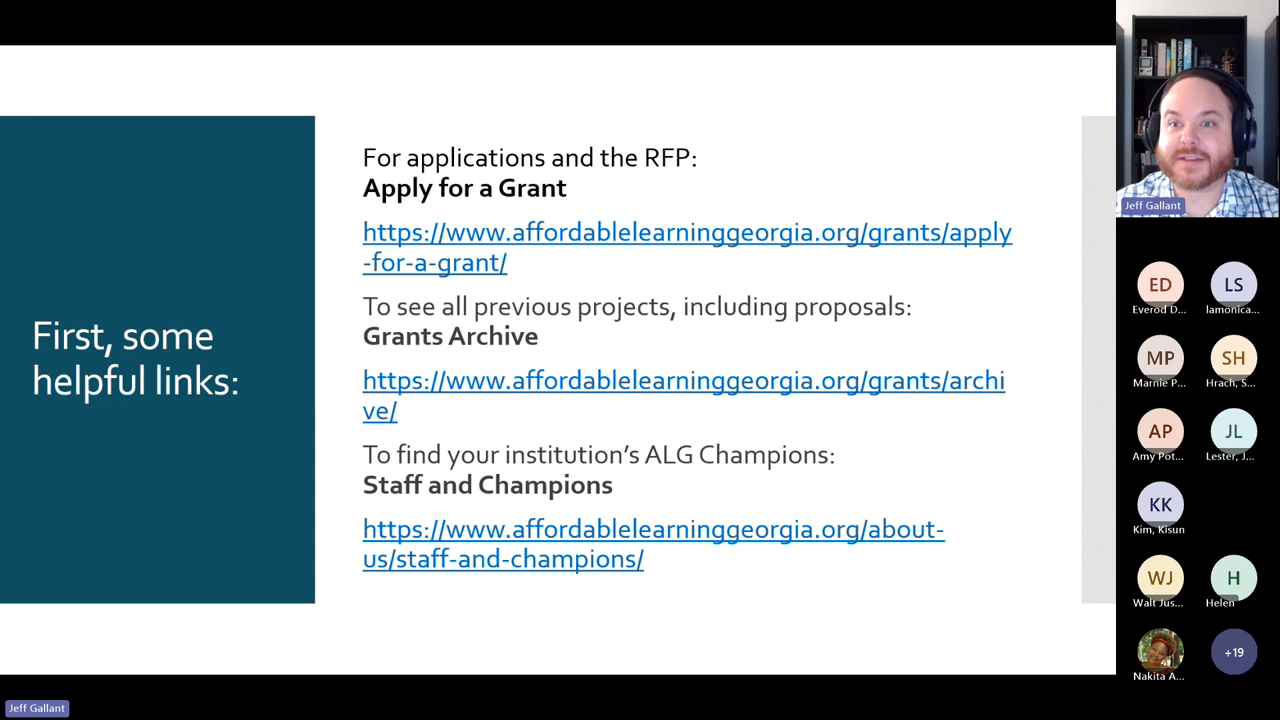 First, some
helpful links:
For applications and the RFP:
Apply for a Grant
https://www.affordablelearninggeorgia.org/grants/apply
-for-a-grant/
To see all previous projects, including proposals:
Grants Archive
https://www.affordablelearninggeorgia.org/grants/archi
ve/
To find your institution's ALG Champions:
Staff and Champions
https://www.affordablelearninggeorgia.org/about-
us/staff-and-champions/
Jeff Gallant
ED
Everod D...
LS
lamonica...
MP
Marnie P...
SH
Hrach, S...
AP
Amy Pot...
JL
Lester, J...
KK
Kim, Kisun
WJ
Walt Jus...
H
Helen
Nakita A...
+19
Jeff Gallant